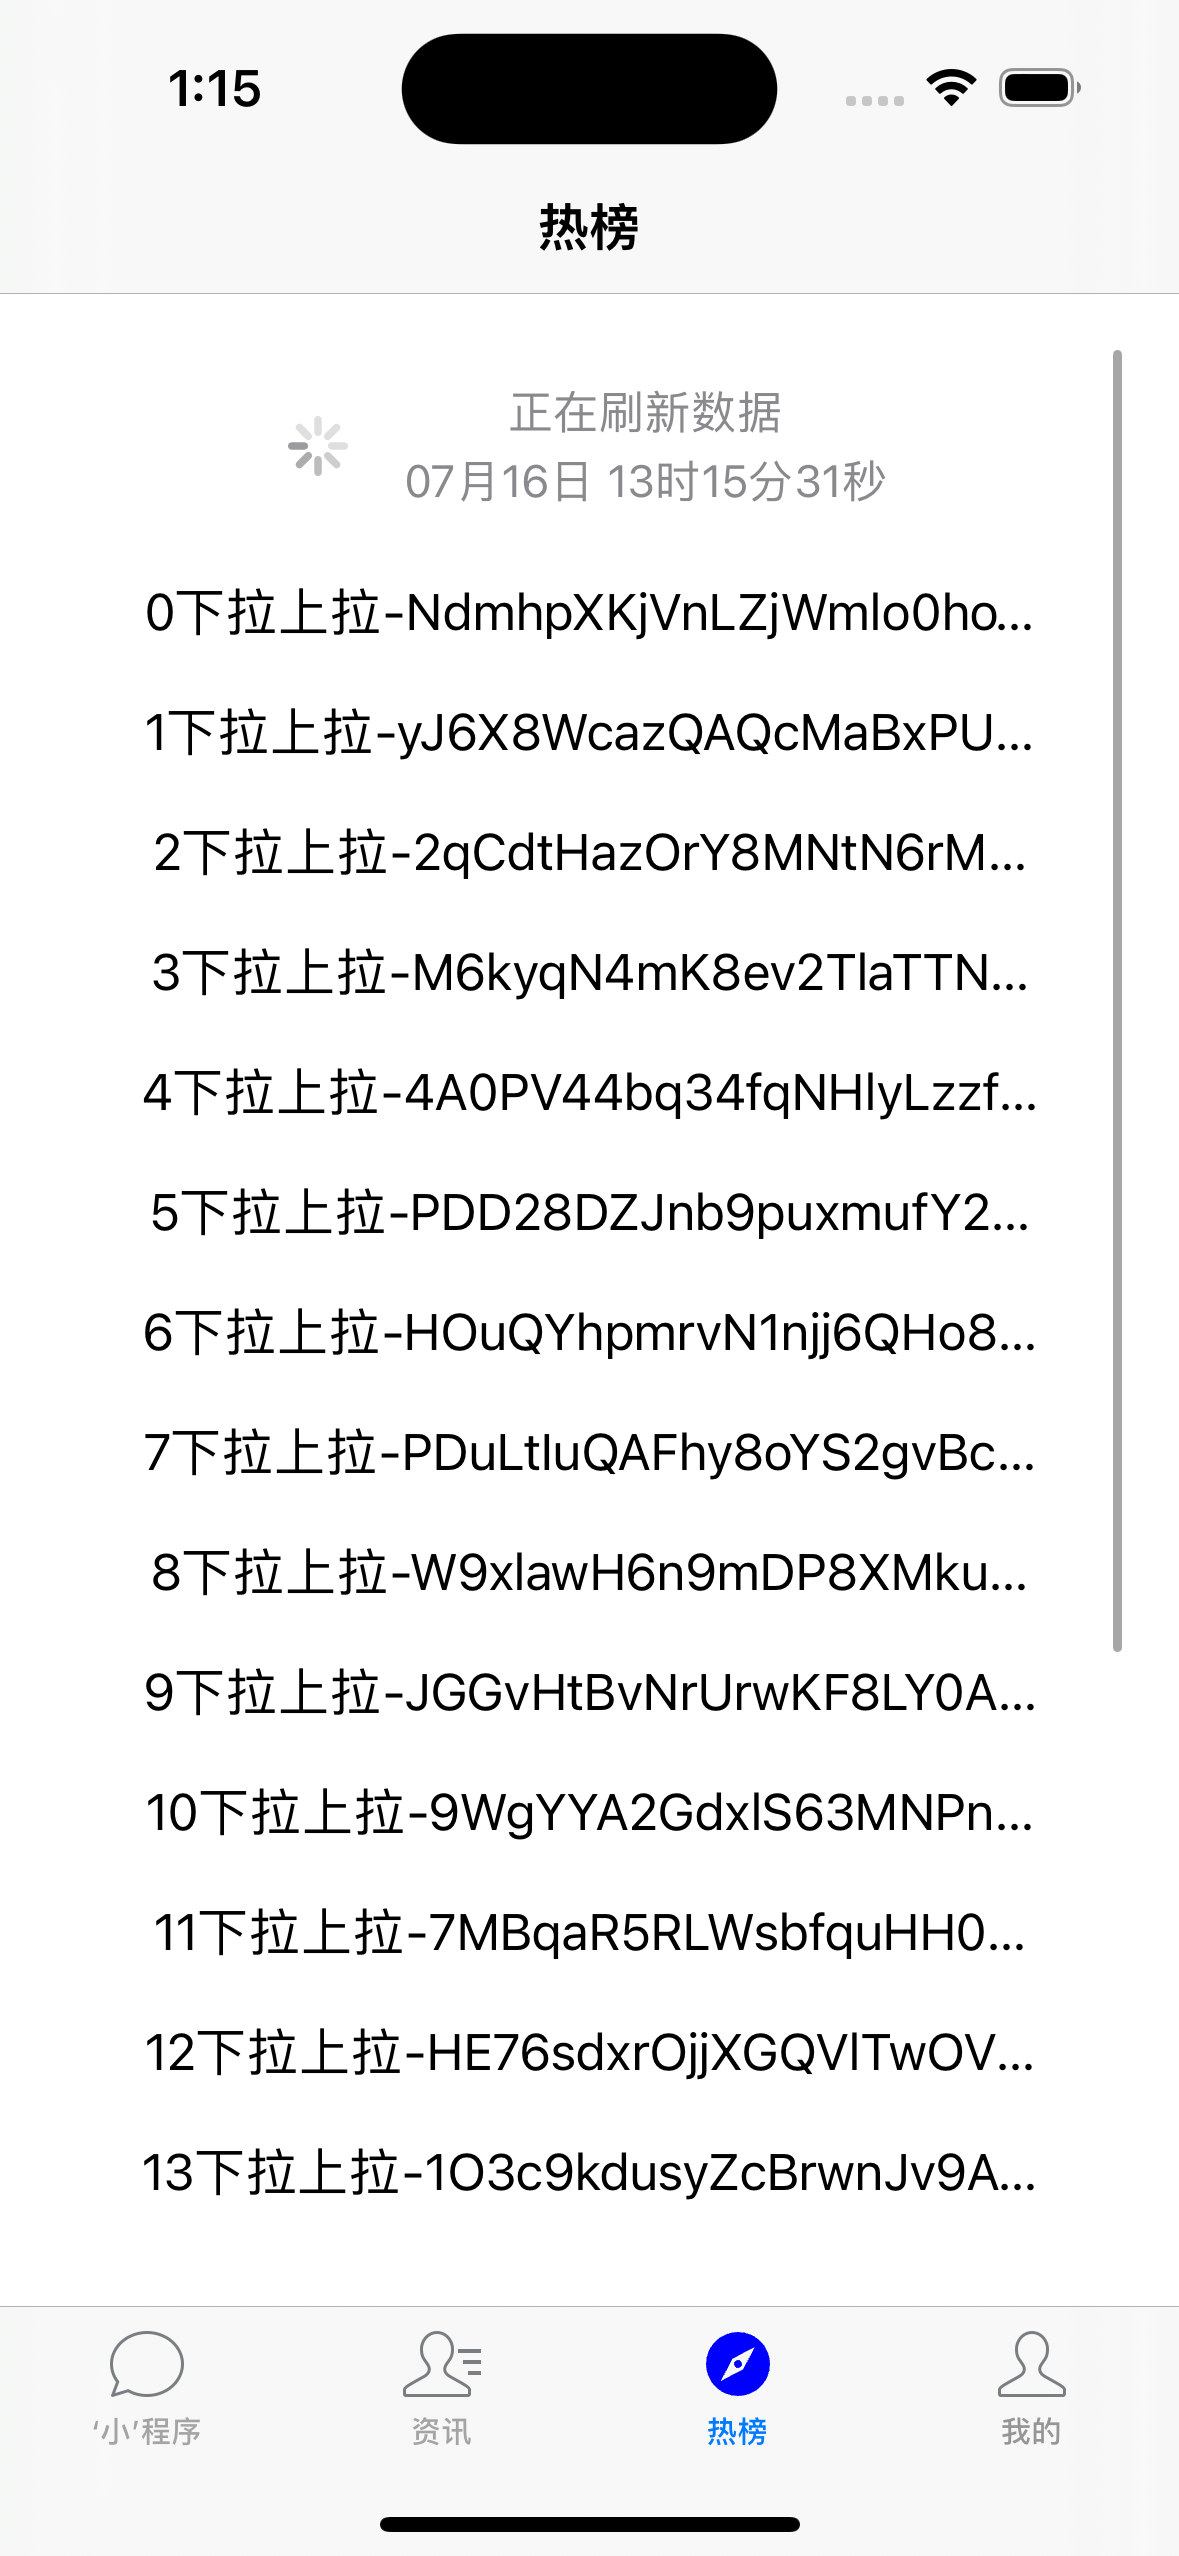 1:15
热榜
正在刷新数据
07月16日 13时15分31秒
0下拉上拉-NdmhpXKjVnLZjWmlo0ho...
1下拉上拉-yJ6X8WcazQAQcMaBxPU...
2下拉上拉-2qCdtHazOrY8MNtN6rM...
3下拉上拉-M6kyqN4mK8ev2TlaTTN...
4下拉上拉-4A0PV44bq34fqNHlyLzzf...
5下拉上拉-PDD28DZJnb9puxmufY2...
6下拉上拉-HOuQYhpmrvN1njj6QHo8...
7下拉上拉-PDuLtIuQAFhy8oYS2gvBc...
8下拉上拉-W9xlawH6n9mDP8XMku...
9下拉上拉-JGGvHtBvNrUrwKF8LY0A...
10下拉上拉-9WgYYA2GdxlS63MNPn...
11下拉上拉-7MBqaR5RLWsbfquHH0...
12下拉上拉-HE76sdxrOjjXGQVlTwOV...
13下拉上拉-1O3c9kdusyZcBrwnJv9A...
‘小’程序
资讯
热榜
我的